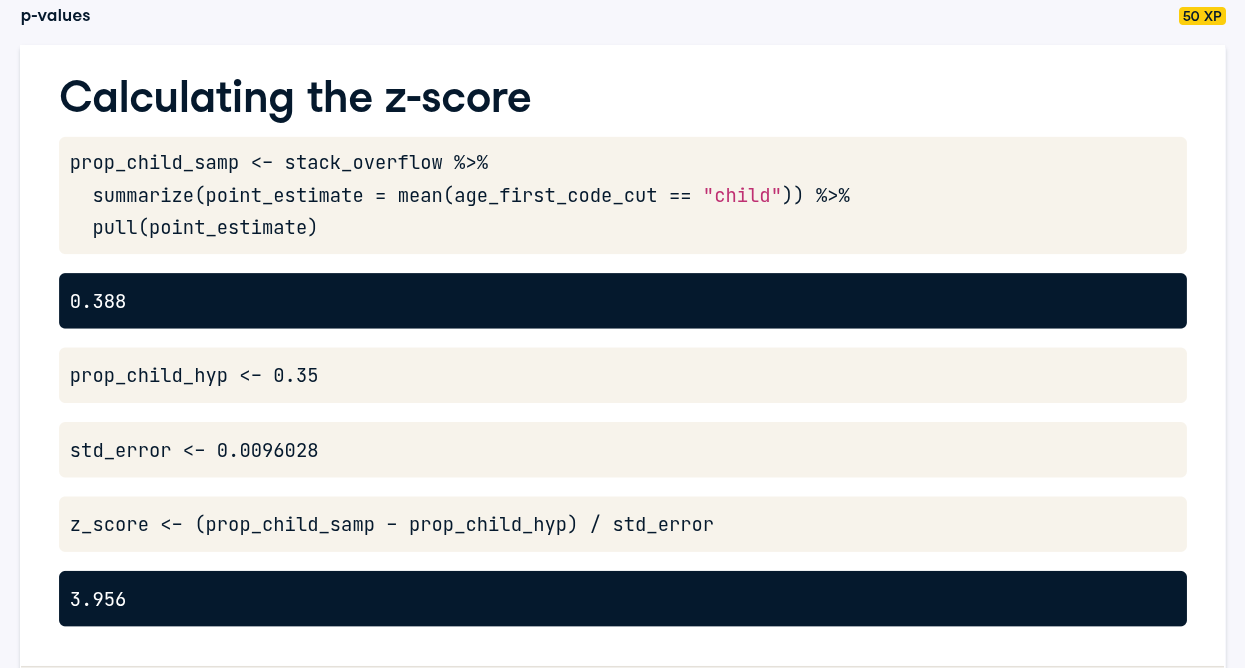 p-values
50 XP
Calculating the z-score
prop_child_samp <- stack_overflow %>%
  summarize(point_estimate = mean(age_first_code_cut == "child")) %>%
  pull(point_estimate)
0.388
prop_child_hyp <- 0.35
std_error <- 0.0096028
z_score <- (prop_child_samp - prop_child_hyp) / std_error
3.956